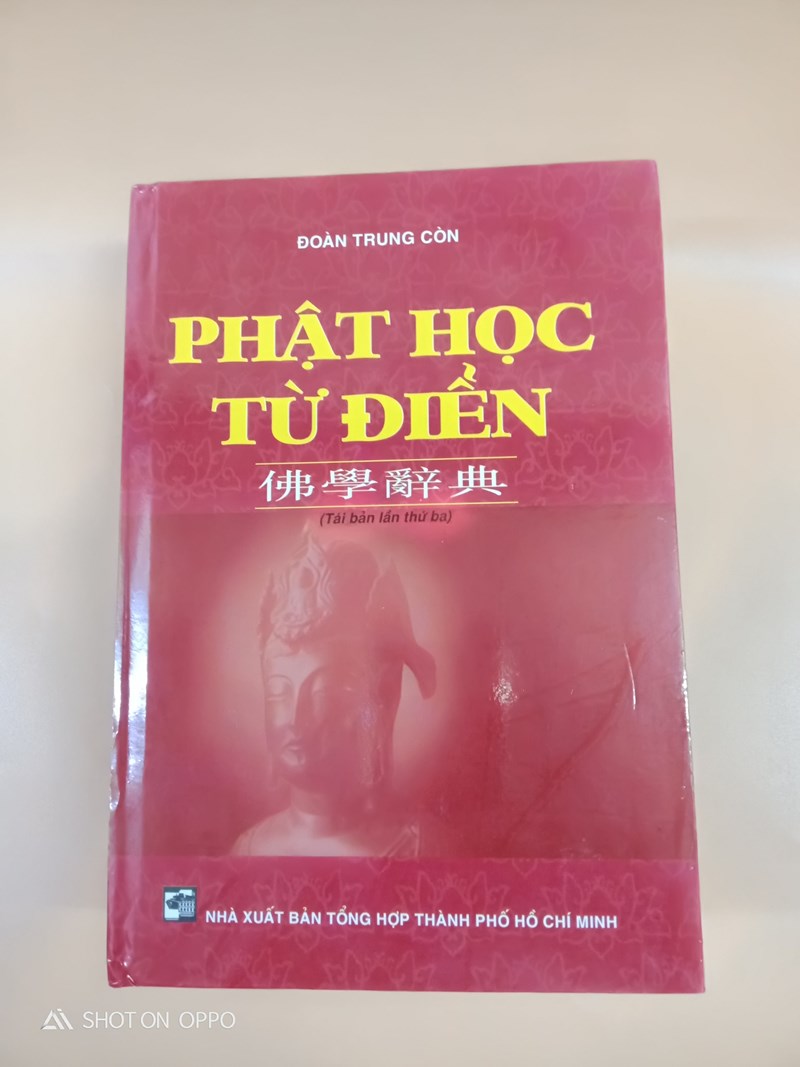 ĐOÀN TRUNG CÒN
PHẬT HỌC
TỪ ĐIỂN
佛學辭典
(Tái bản lần thứ ba)
NHÀ XUẤT BẢN TỔNG HỢP THÀNH PHỐ HỒ CHÍ MINH
SHOT ON OPPO